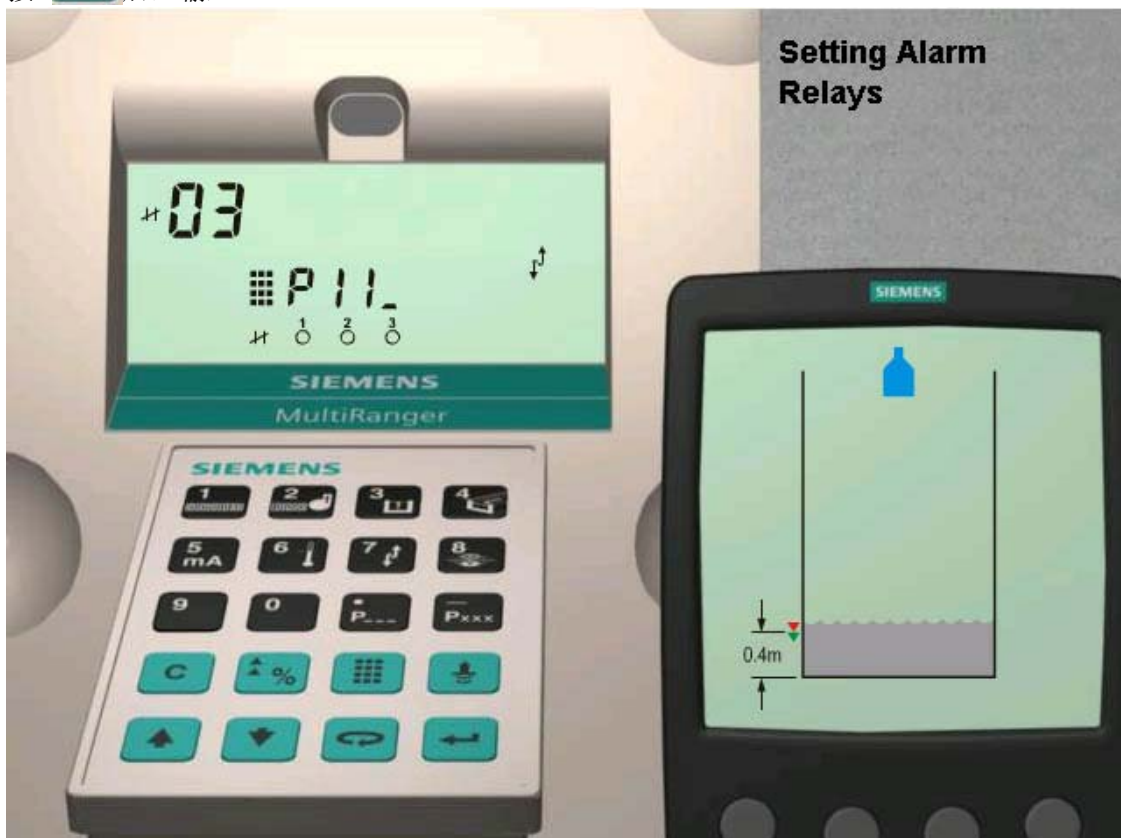 Setting Alarm
Relays
03
P11_
1 2 3
SIEMENS
MultiRanger
SIEMENS
1 2 3 4
5 mA 6 7 8
9 0 P___ Pxxx
C %
SIEMENS
0.4m